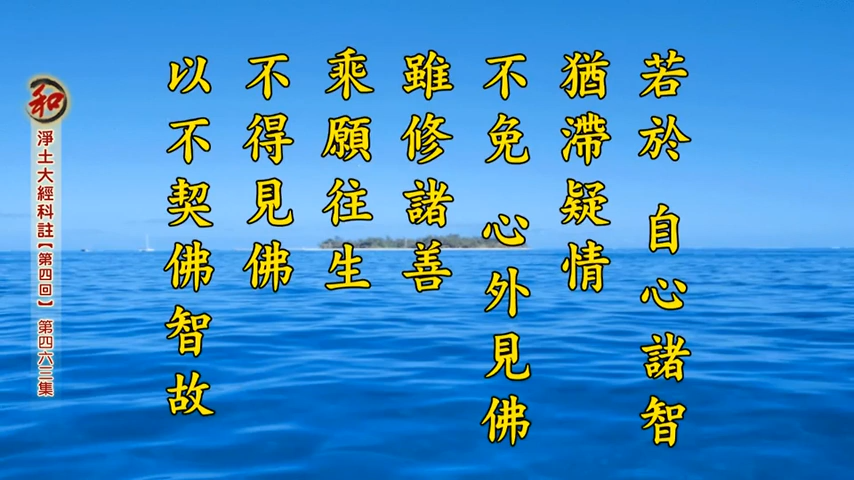 若於 自心諸智
猶滯疑情
不免 心外見佛
雖修諸善
乘願往生
不得見佛
以不契佛智故
和
淨土大經科註【第四回】 第四六三集